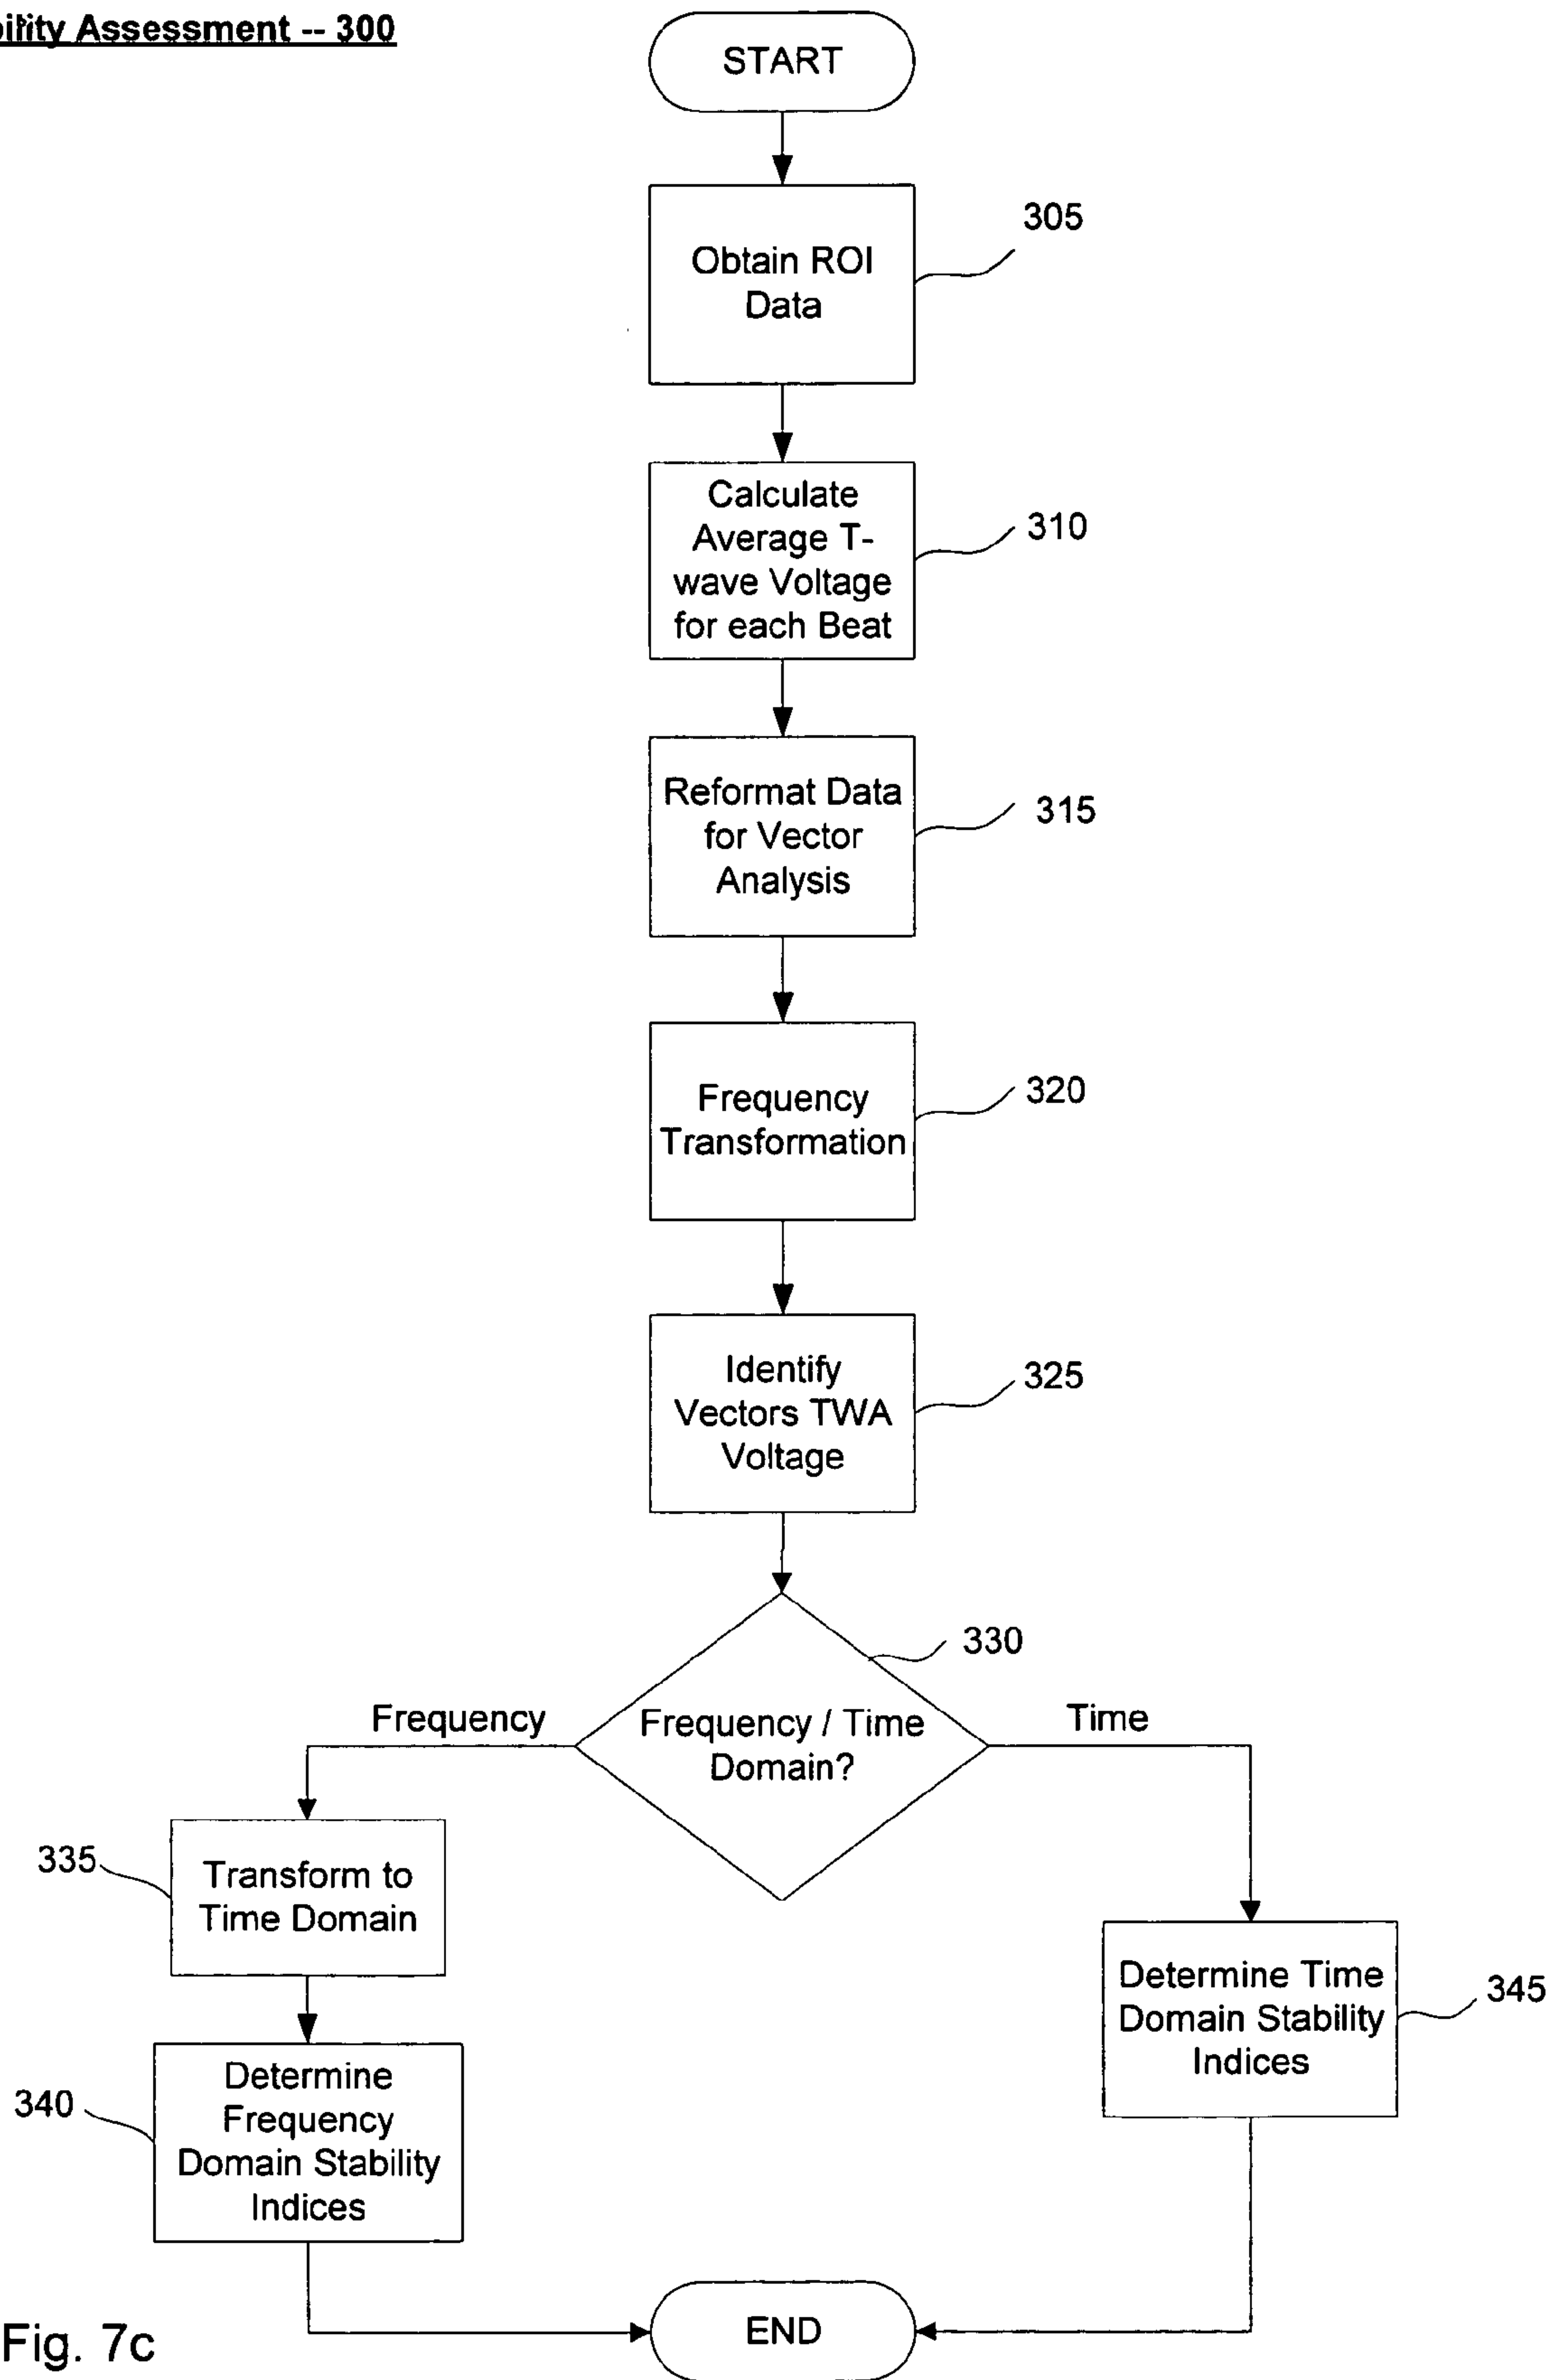 Assessment -- 300
START
Obtain ROI
Data
305
Calculate
Average T-
wave Voltage
for each Beat
310
Reformat Data
for Vector
Analysis
315
Frequency
Transformation
320
Identify
Vectors TWA
Voltage
325
330
Frequency
Frequency / Time
Domain?
Time
335
Transform to
Time Domain
Determine Time
Domain Stability
Indices
345
340
Determine
Frequency
Domain Stability
Indices
END
Fig. 7c